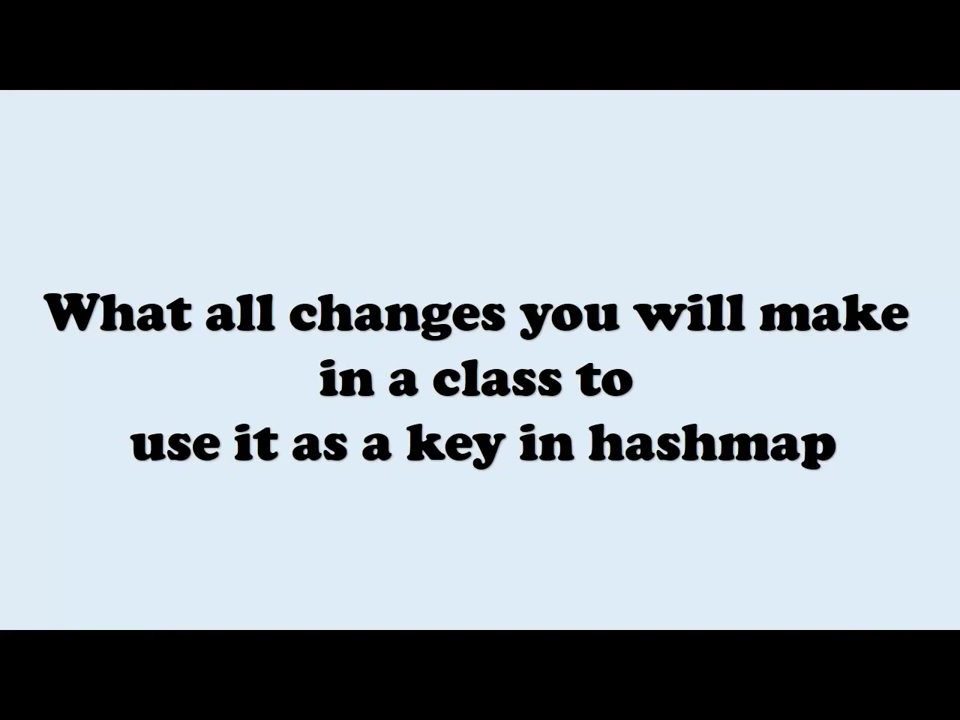 What all changes you will make
in a class to
use it as a key in hashmap